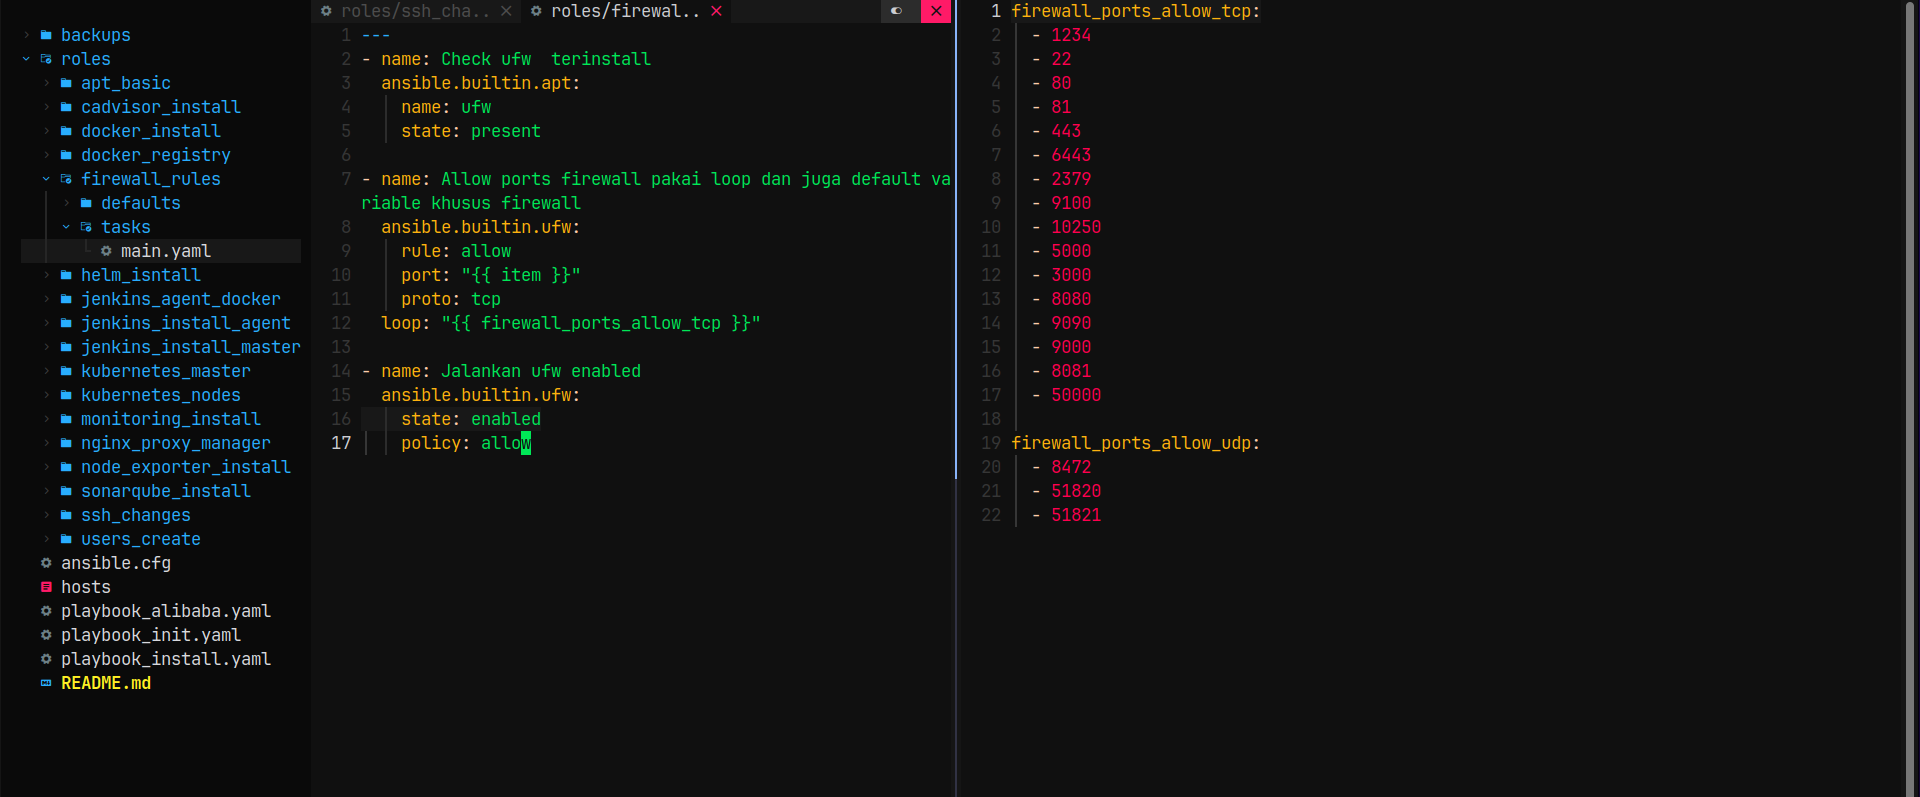 backups
roles
apt_basic
cadvisor_install
docker_install
docker_registry
firewall_rules
defaults
tasks
main.yaml
helm_isntall
jenkins_agent_docker
jenkins_install_agent
jenkins_install_master
kubernetes_master
kubernetes_nodes
monitoring_install
nginx_proxy_manager
node_exporter_install
sonarqube_install
ssh_changes
users_create
ansible.cfg
hosts
playbook_alibaba.yaml
playbook_init.yaml
playbook_install.yaml
README.md
roles/ssh_cha.. roles/firewal..
1 ---
2 - name: Check ufw  terinstall
3 ansible.builtin.apt:
4 name: ufw
5 state: present
6
7 - name: Allow ports firewall pakai loop dan juga default va
riable khusus firewall
8 ansible.builtin.ufw:
9 rule: allow
10 port: "{{ item }}"
11 proto: tcp
12 loop: "{{ firewall_ports_allow_tcp }}"
13
14 - name: Jalankan ufw enabled
15 ansible.builtin.ufw:
16 state: enabled
17 policy: allow
1 firewall_ports_allow_tcp:
2 - 1234
3 - 22
4 - 80
5 - 81
6 - 443
7 - 6443
8 - 2379
9 - 9100
10 - 10250
11 - 5000
12 - 3000
13 - 8080
14 - 9090
15 - 9000
16 - 8081
17 - 50000
18
19 firewall_ports_allow_udp:
20 - 8472
21 - 51820
22 - 51821